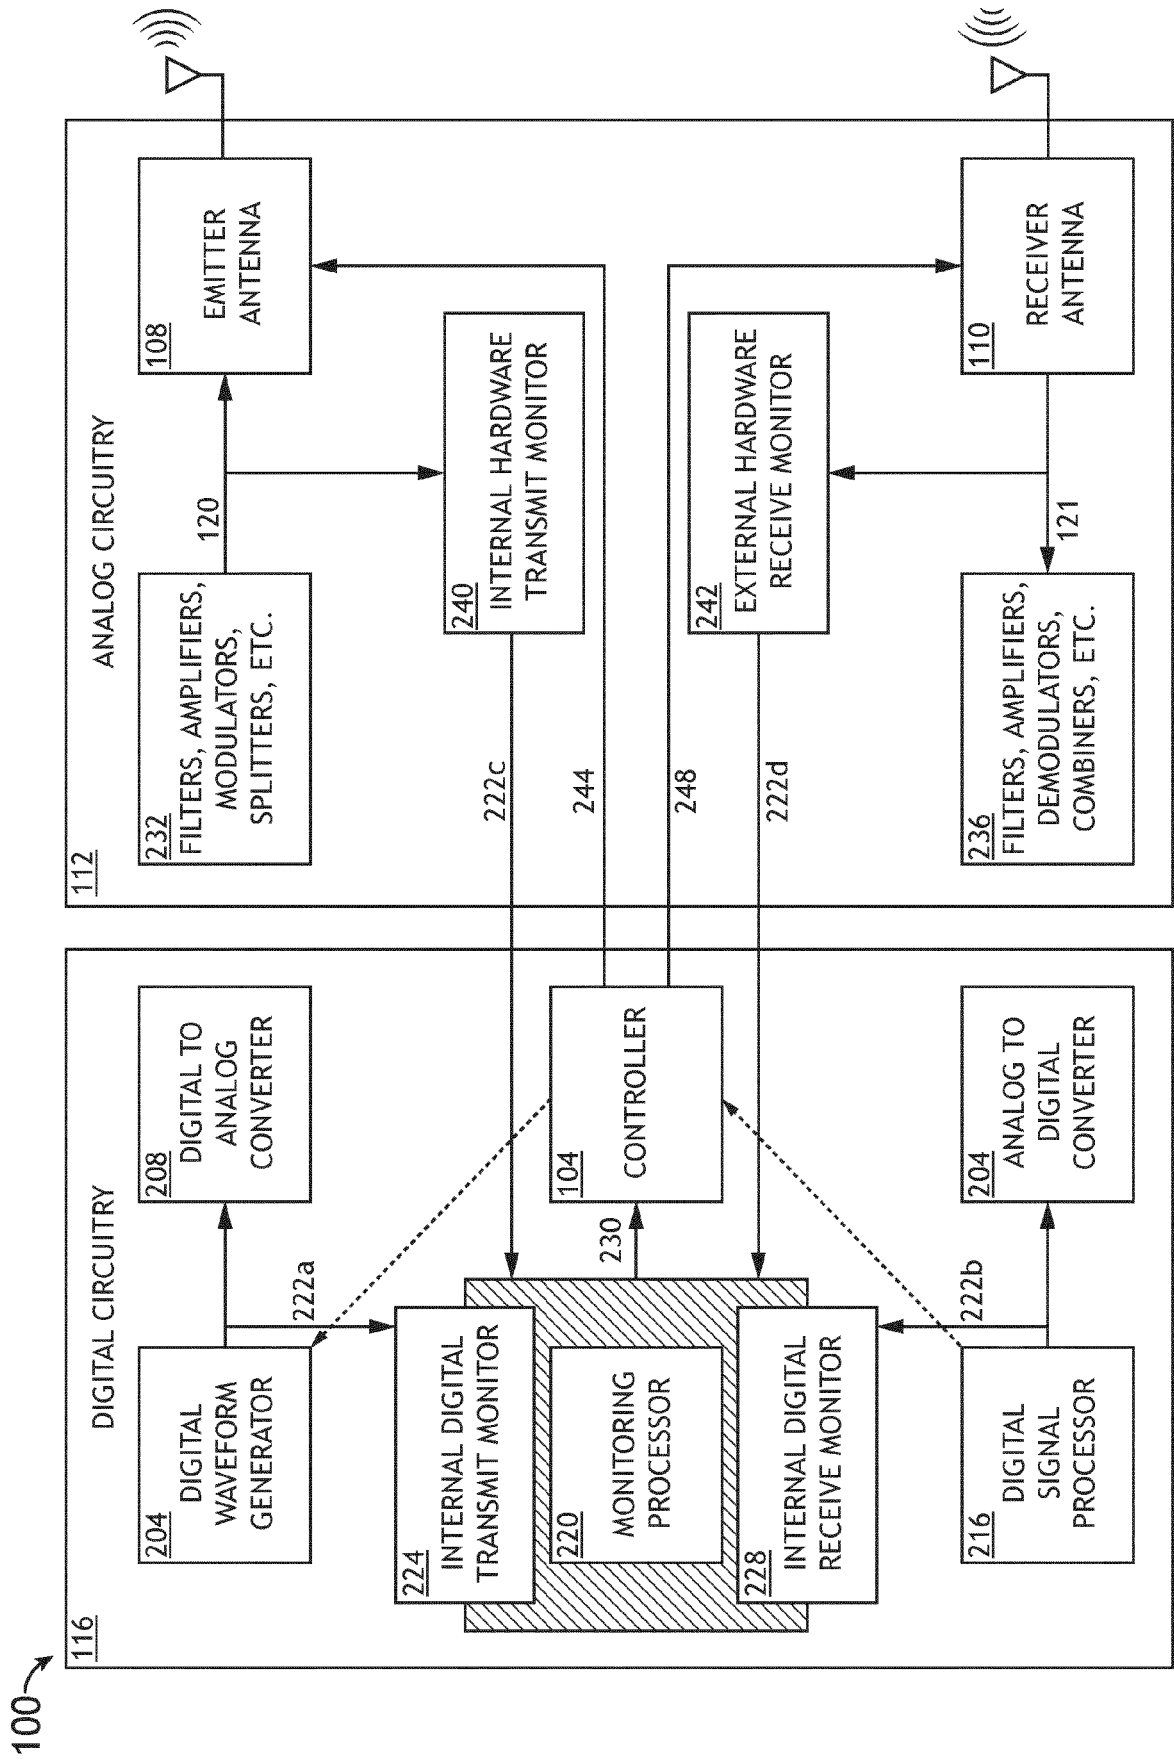 100
116
DIGITAL CIRCUITRY
204
DIGITAL
WAVEFORM
GENERATOR
222a
208
DIGITAL TO
ANALOG
CONVERTER
224
INTERNAL DIGITAL
TRANSMIT MONITOR
220
MONITORING
PROCESSOR
230
104
CONTROLLER
228
INTERNAL DIGITAL
RECEIVE MONITOR
216
DIGITAL
SIGNAL
PROCESSOR
222b
204
ANALOG TO
DIGITAL
CONVERTER
112
ANALOG CIRCUITRY
232
FILTERS, AMPLIFIERS,
MODULATORS,
SPLITTERS, ETC.
120
108
EMITTER
ANTENNA
222c
240
INTERNAL HARDWARE
TRANSMIT MONITOR
244
248
222d
242
EXTERNAL HARDWARE
RECEIVE MONITOR
236
FILTERS, AMPLIFIERS,
DEMODULATORS,
COMBINERS, ETC.
121
110
RECEIVER
ANTENNA